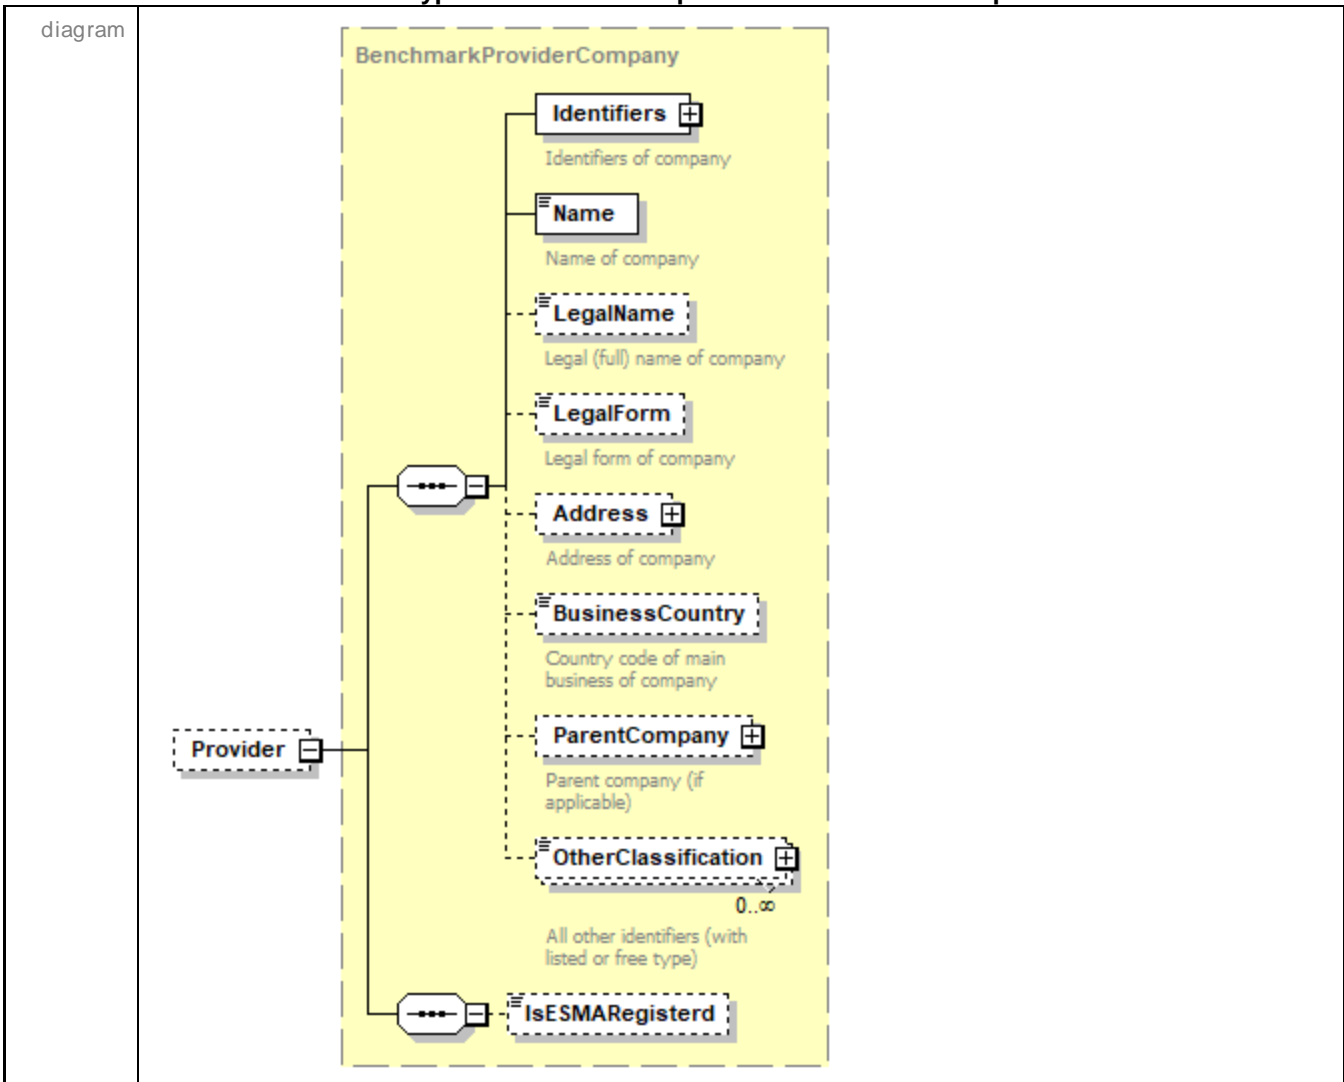 diagram
BenchmarkProviderCompany
Identifiers
Identifiers of company
Name
Name of company
LegalName
Legal (full) name of company
LegalForm
Legal form of company
Address
Address of company
BusinessCountry
Country code of main
business of company
Provider
ParentCompany
Parent company (if
applicable)
OtherClassification
0..∞
All other identifiers (with
listed or free type)
IsESMARegisterd